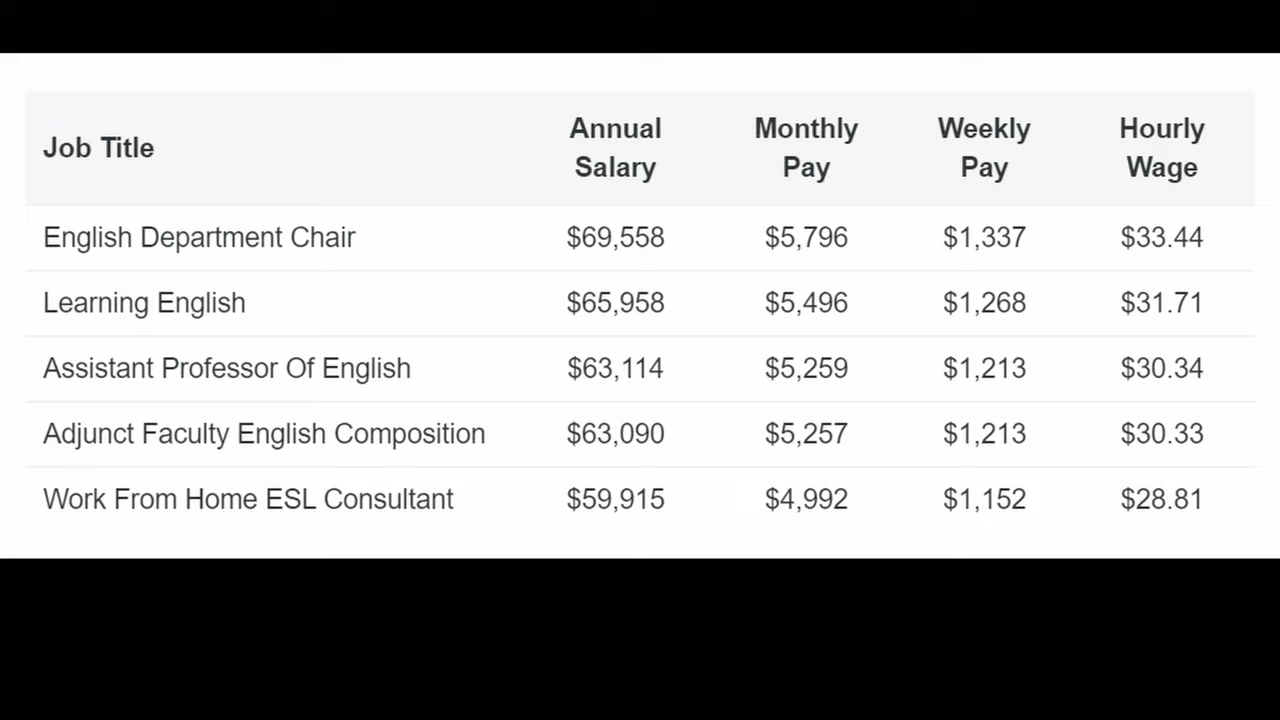 Job Title Annual Salary Monthly Pay Weekly Pay Hourly Wage
English Department Chair $69,558 $5,796 $1,337 $33.44
Learning English $65,958 $5,496 $1,268 $31.71
Assistant Professor Of English $63,114 $5,259 $1,213 $30.34
Adjunct Faculty English Composition $63,090 $5,257 $1,213 $30.33
Work From Home ESL Consultant $59,915 $4,992 $1,152 $28.81